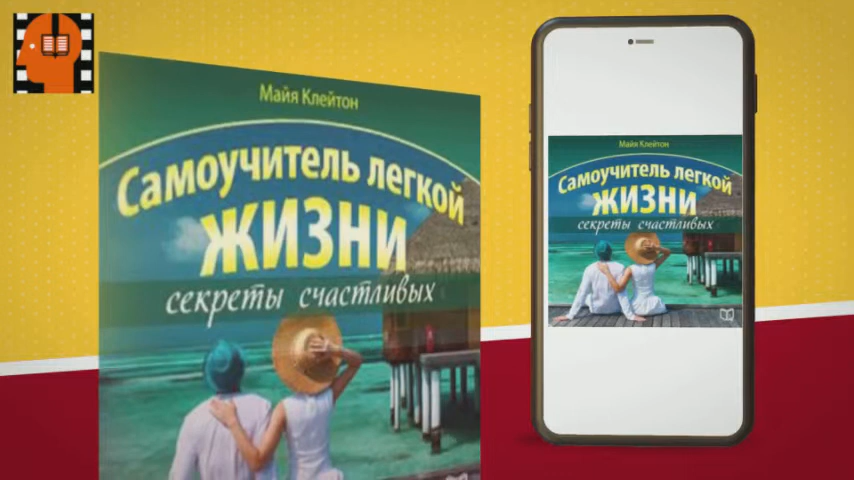 Майя Клейтон
Самоучитель легкой
жизни
секреты счастливых
Майя Клейтон
Самоучитель легкой
жизни
секреты счастливых